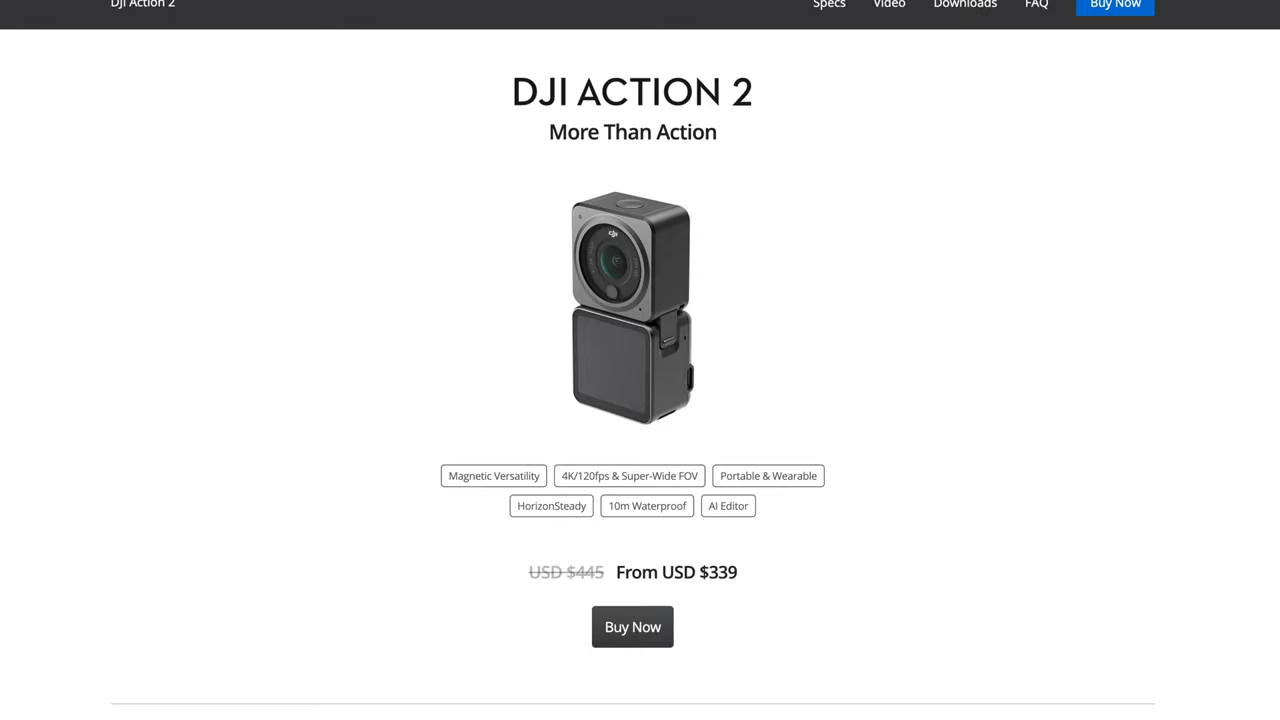 DJI Action 2
Specs Video Downloads FAQ Buy Now
DJI ACTION 2
More Than Action
dji
Magnetic Versatility 4K/120fps & Super-Wide FOV Portable & Wearable
HorizonSteady 10m Waterproof AI Editor
USD $445 From USD $339
Buy Now